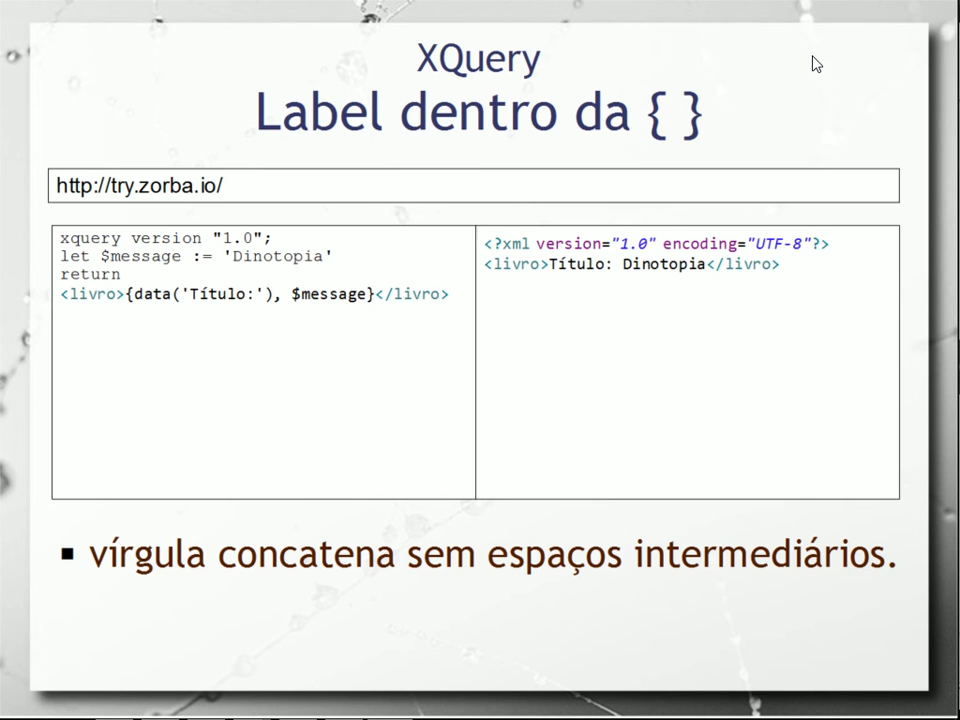 XQuery
Label dentro da { }
http://try.zorba.io/
xquery version "1.0";
let $message := 'Dinotopia'
return
<livro>{data('Título:'), $message}</livro>
<?xml version="1.0" encoding="UTF-8"?>
<livro>Título: Dinotopia</livro>
▪ vírgula concatena sem espaços intermediários.